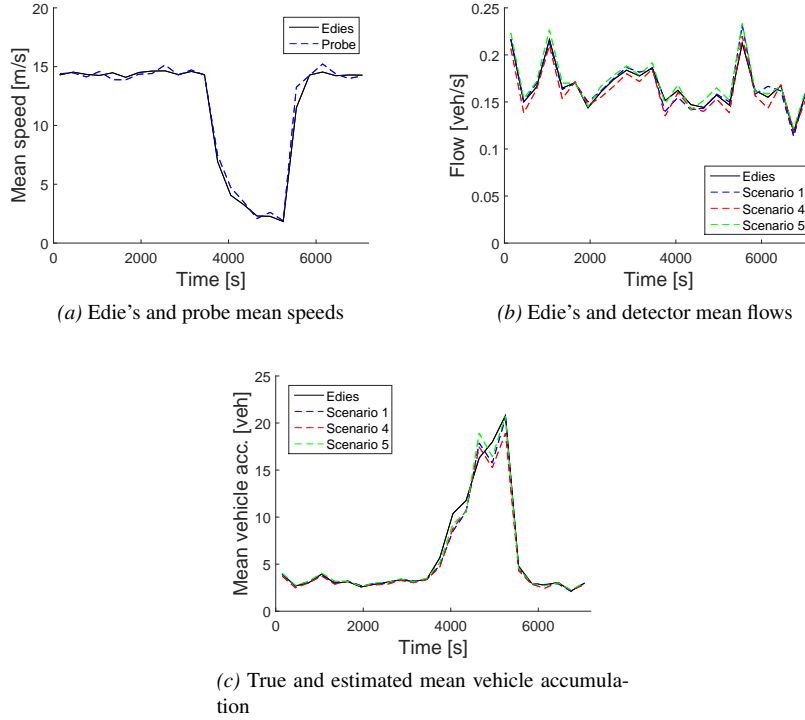 20
15
10
5
0
Mean speed [m/s]
0 2000 4000 6000
Time [s]
Edies
Probe
(a) Edie's and probe mean speeds
0.25
0.2
0.15
0.1
0.05
0
Flow [veh/s]
0 2000 4000 6000
Time [s]
Edies
Scenario 1
Scenario 4
Scenario 5
(b) Edie's and detector mean flows
25
20
15
10
5
0
Mean vehicle acc. [veh]
0 2000 4000 6000
Time [s]
Edies
Scenario 1
Scenario 4
Scenario 5
(c) True and estimated mean vehicle accumula-
tion